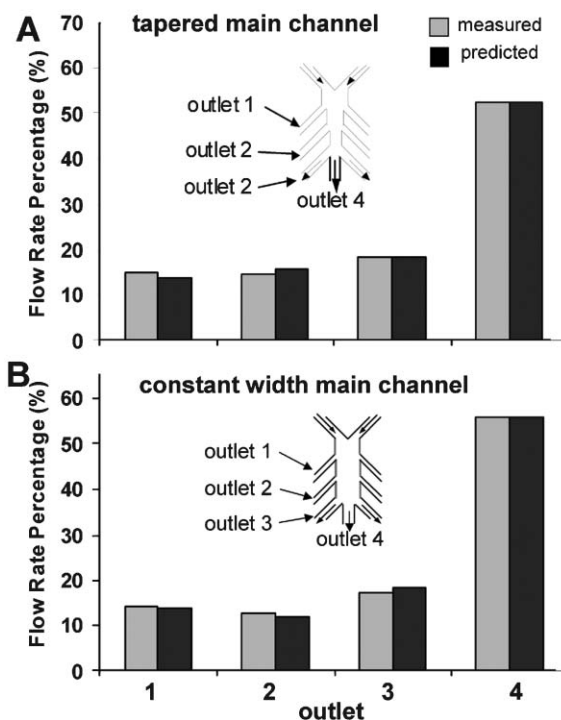 A
tapered main channel
measured
predicted
Flow Rate Percentage (%)
70
60
50
40
30
20
10
0
outlet 1
outlet 2
outlet 2
outlet 4
B
constant width main channel
Flow Rate Percentage (%)
60
50
40
30
20
10
0
outlet 1
outlet 2
outlet 3
outlet 4
1 2 3 4
outlet